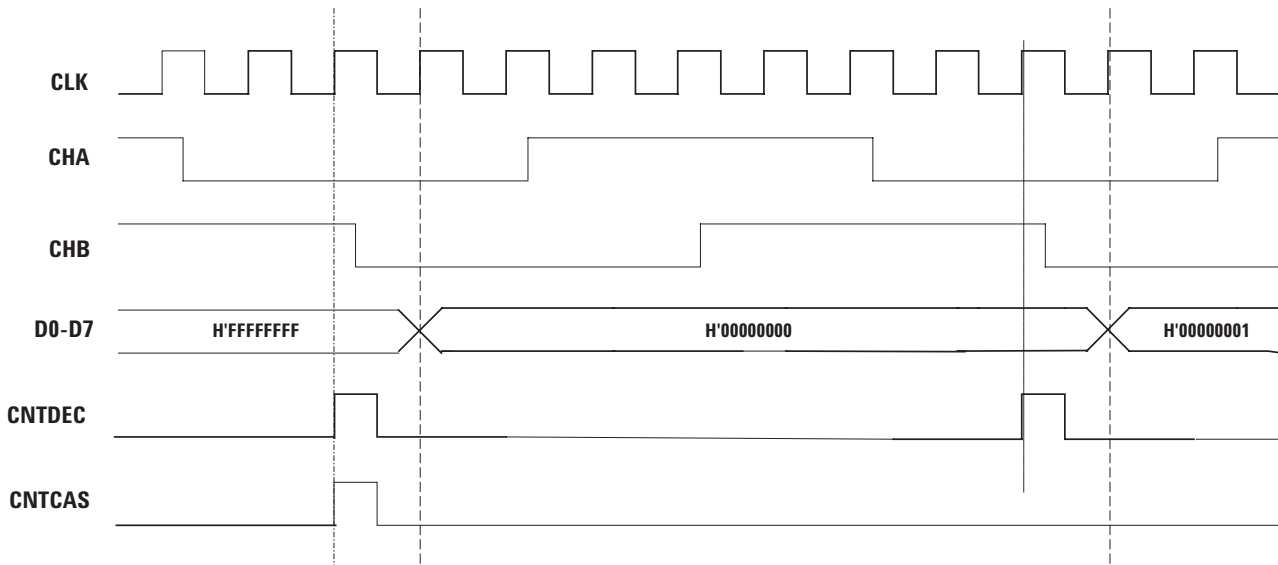 CLK
CHA
CHB
D0-D7 H'FFFFFFFF H'00000000 H'00000001
CNTDEC
CNTCAS